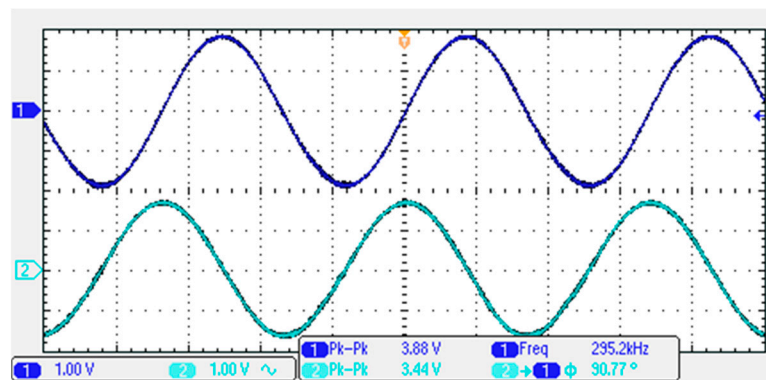 T
1
2
1 Pk-Pk 3.88 V 1 Freq 295.2kHz
1 1.00 V 2 1.00 V ∿ 2 Pk-Pk 3.44 V 2 → 1 ϕ 90.77 °